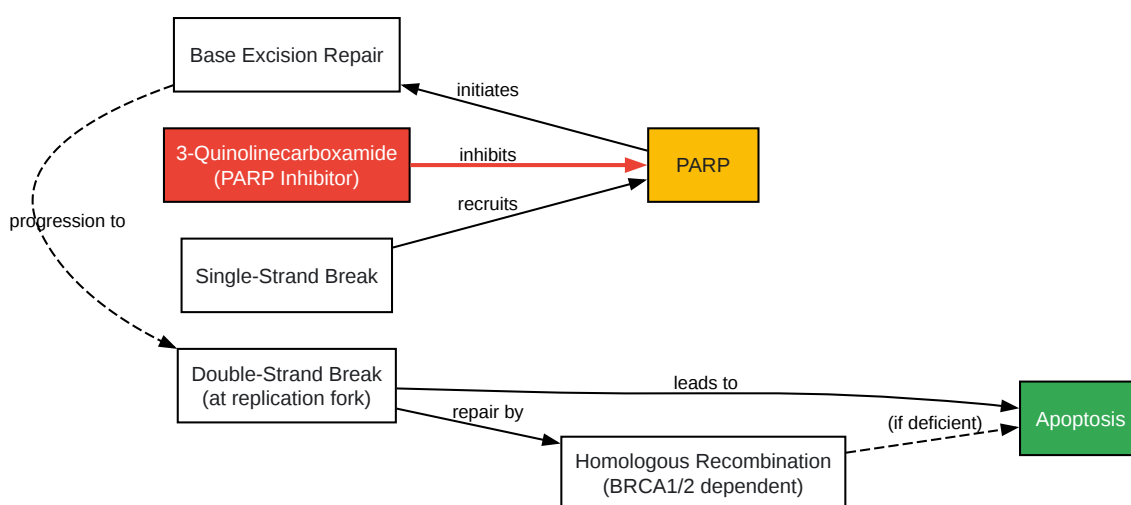 Base Excision Repair
initiates
3-Quinolinecarboxamide
(PARP Inhibitor)
inhibits
PARP
recruits
progression to
Single-Strand Break
Double-Strand Break
(at replication fork)
leads to
repair by
(if deficient)
Apoptosis
Homologous Recombination
(BRCA1/2 dependent)